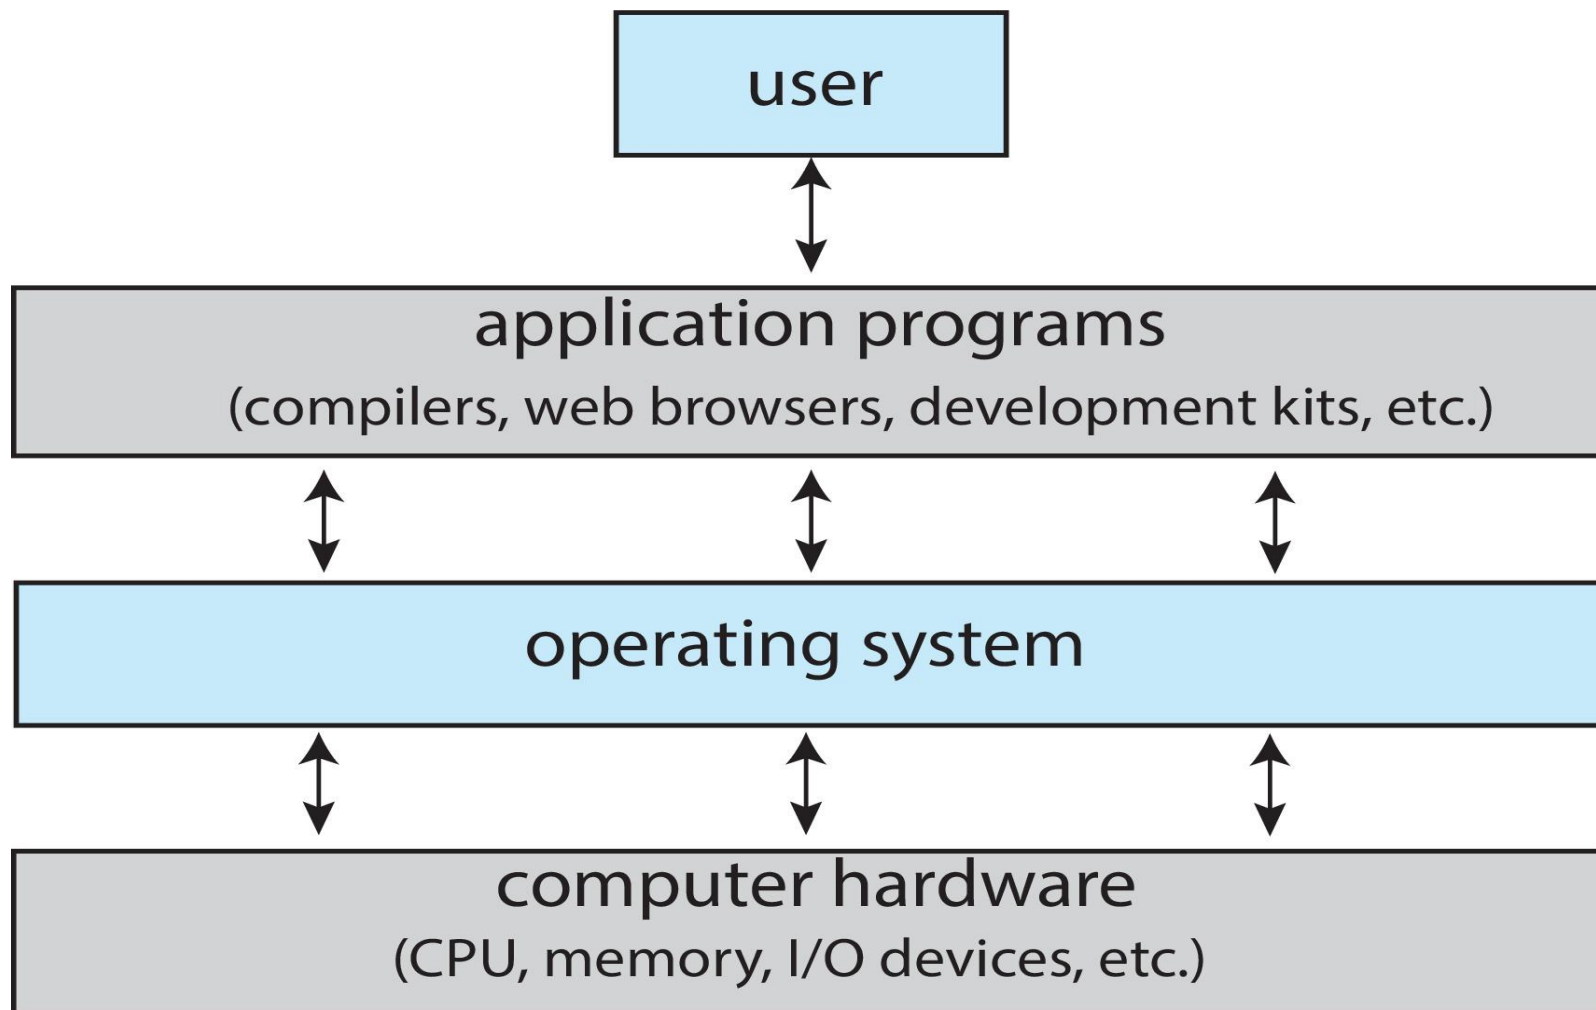 user
application programs
(compilers, web browsers, development kits, etc.)
operating system
computer hardware
(CPU, memory, I/O devices, etc.)